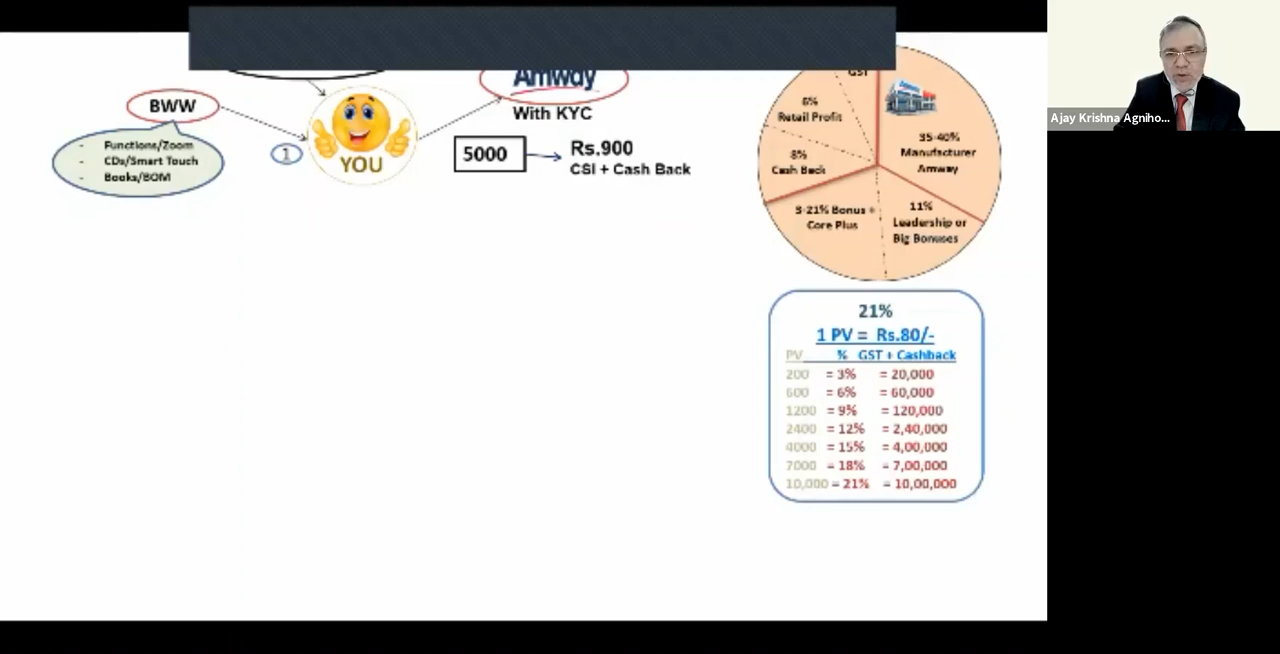 Amway
With KYC
BWW
- Functions/Zoom
- CDs/Smart Touch
- Books/BOM
1
YOU
5000
Rs.900
CSI + Cash Back
GST
6%
Retail Profit
8%
Cash Back
35-40%
Manufacturer
Amway
3-21% Bonus +
Core Plus
11%
Leadership or
Big Bonuses
21%
1 PV = Rs.80/-
PV % GST + Cashback
200 = 3% = 20,000
600 = 6% = 60,000
1200 = 9% = 120,000
2400 = 12% = 2,40,000
4000 = 15% = 4,00,000
7000 = 18% = 7,00,000
10,000 = 21% = 10,00,000
Ajay Krishna Agniho...